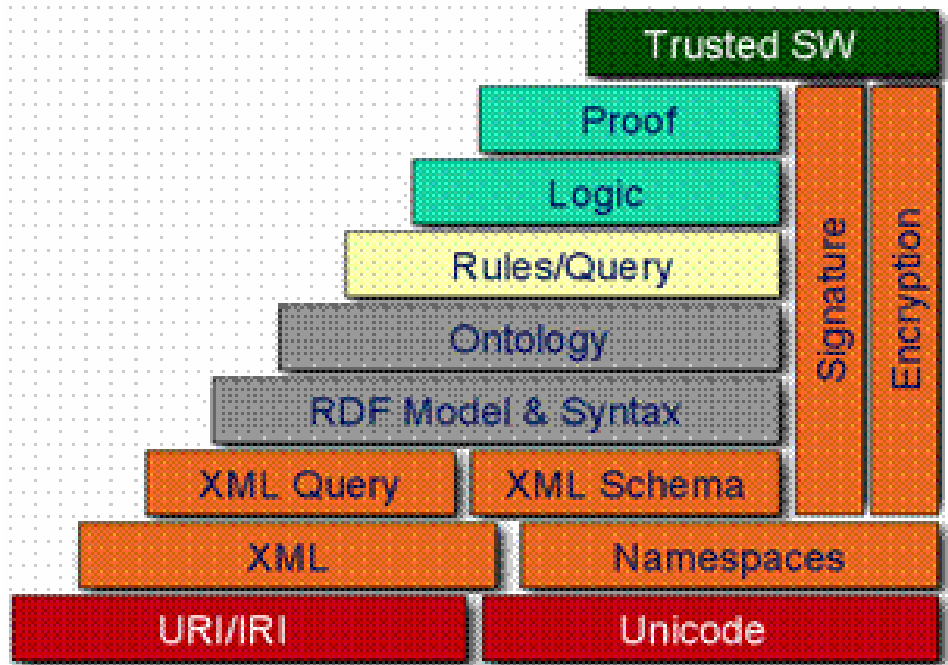 Trusted SW
Proof
Logic
Rules/Query
Ontology
RDF Model & Syntax
Signature
Encryption
XML Query
XML Schema
XML
Namespaces
URI/IRI
Unicode